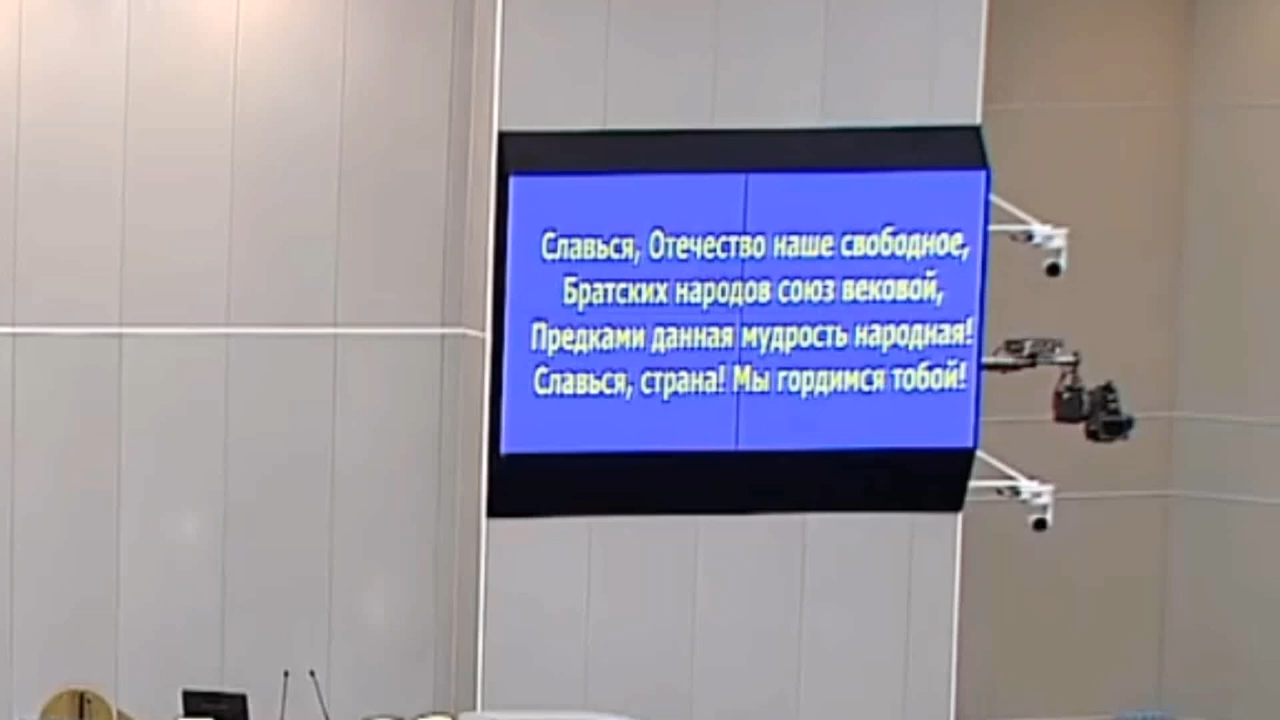 Славься, Отечество наше свободное,
Братских народов союз вековой,
Предками данная мудрость народная!
Славься, страна! Мы гордимся тобой!